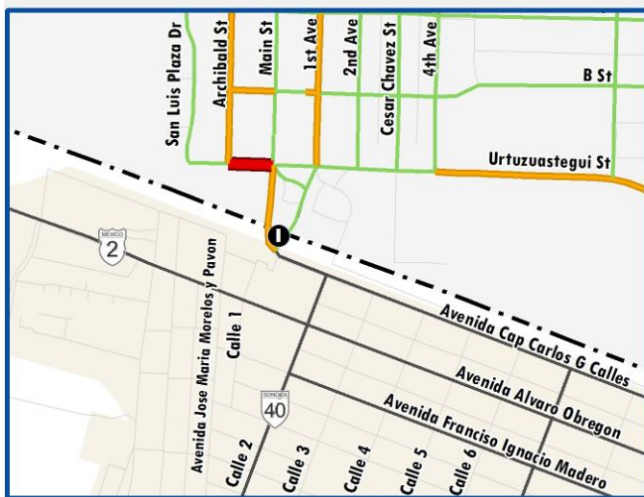 San Luis Plaza Dr
Archibald St
Main St
1st Ave
2nd Ave
Cesar Chavez St
4th Ave
B St
Urtuzuastegui St
I
MEXICO
2
Avenida Jose Maria Morelos y Pavon
Calle 1
SONORA
40
Calle 2
Calle 3
Calle 4
Calle 5
Calle 6
Avenida Cap Carlos G Calles
Avenida Alvaro Obregon
Avenida Franciso Ignacio Madero